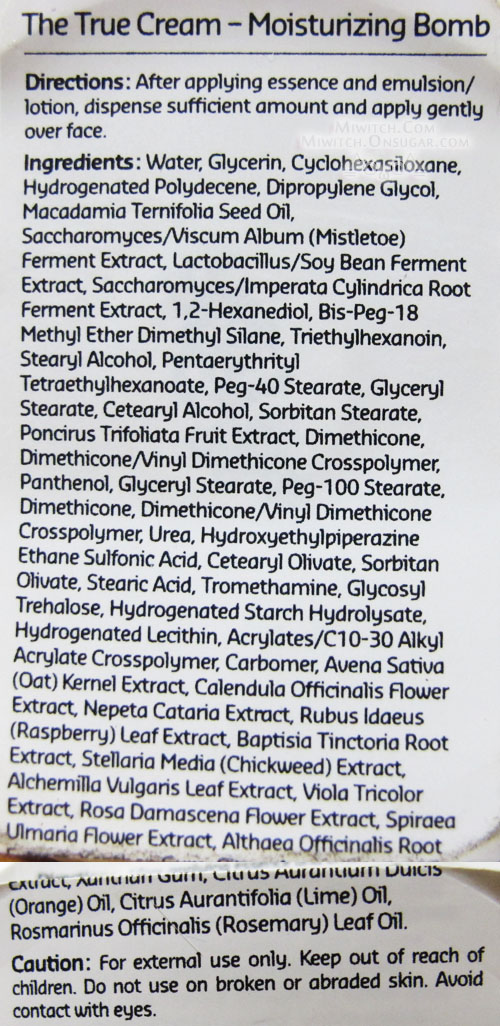 The True Cream – Moisturizing Bomb
Directions: After applying essence and emulsion/
lotion, dispense sufficient amount and apply gently
over face.
Miwitch.Com
Miwitch.OnSugar.com
Ingredients: Water, Glycerin, Cyclohexasiloxane,
Hydrogenated Polydecene, Dipropylene Glycol,
Macadamia Ternifolia Seed Oil,
Saccharomyces/Viscum Album (Mistletoe)
Ferment Extract, Lactobacillus/Soy Bean Ferment
Extract, Saccharomyces/Imperata Cylindrica Root
Ferment Extract, 1,2-Hexanediol, Bis-Peg-18
Methyl Ether Dimethyl Silane, Triethylhexanoin,
Stearyl Alcohol, Pentaerythrityl
Tetraethylhexanoate, Peg-40 Stearate, Glyceryl
Stearate, Cetearyl Alcohol, Sorbitan Stearate,
Poncirus Trifoliata Fruit Extract, Dimethicone,
Dimethicone/Vinyl Dimethicone Crosspolymer,
Panthenol, Glyceryl Stearate, Peg-100 Stearate,
Dimethicone, Dimethicone/Vinyl Dimethicone
Crosspolymer, Urea, Hydroxyethylpiperazine
Ethane Sulfonic Acid, Cetearyl Olivate, Sorbitan
Olivate, Stearic Acid, Tromethamine, Glycosyl
Trehalose, Hydrogenated Starch Hydrolysate,
Hydrogenated Lecithin, Acrylates/C10-30 Alkyl
Acrylate Crosspolymer, Carbomer, Avena Sativa
(Oat) Kernel Extract, Calendula Officinalis Flower
Extract, Nepeta Cataria Extract, Rubus Idaeus
(Raspberry) Leaf Extract, Baptisia Tinctoria Root
Extract, Stellaria Media (Chickweed) Extract,
Alchemilla Vulgaris Leaf Extract, Viola Tricolor
Extract, Rosa Damascena Flower Extract, Spiraea
Ulmaria Flower Extract, Althaea Officinalis Root
Extract, Xanthan Gum, Citrus Aurantium Dulcis
(Orange) Oil, Citrus Aurantifolia (Lime) Oil,
Rosmarinus Officinalis (Rosemary) Leaf Oil.
Caution: For external use only. Keep out of reach of
children. Do not use on broken or abraded skin. Avoid
contact with eyes.